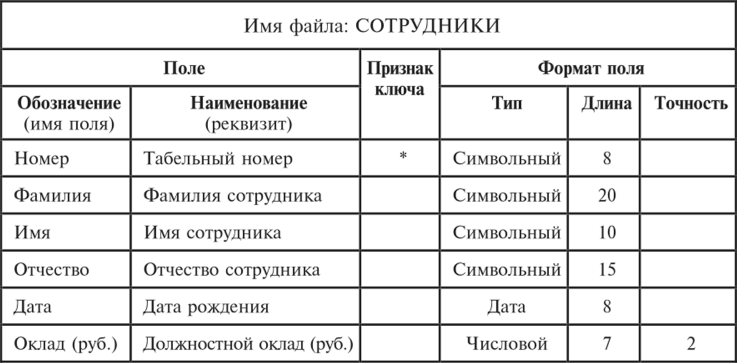 Имя файла: СОТРУДНИКИ
Поле Признак ключа Формат поля
Обозначение (имя поля) Наименование (реквизит) Тип Длина Точность
Номер Табельный номер * Символьный 8
Фамилия Фамилия сотрудника Символьный 20
Имя Имя сотрудника Символьный 10
Отчество Отчество сотрудника Символьный 15
Дата Дата рождения Дата 8
Оклад (руб.) Должностной оклад (руб.) Числовой 7 2